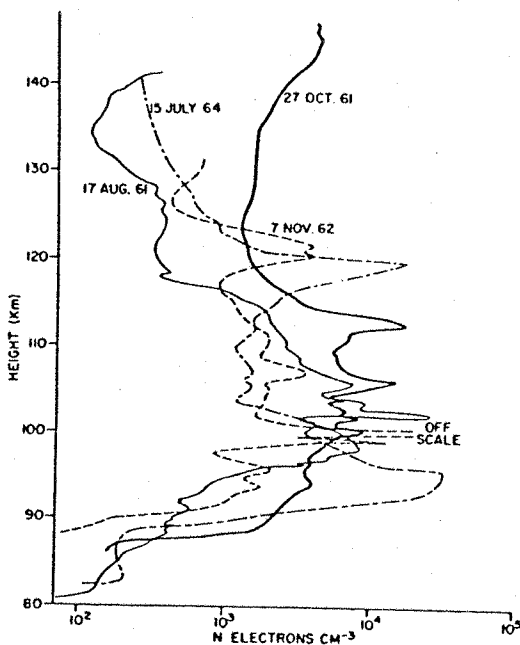 140
130
120
110
100
90
80
HEIGHT (Km)
15 JULY 64
27 OCT. 61
17 AUG. 61
7 NOV. 62
OFF
SCALE
10²
10³
10⁴
10⁵
N ELECTRONS CM⁻³